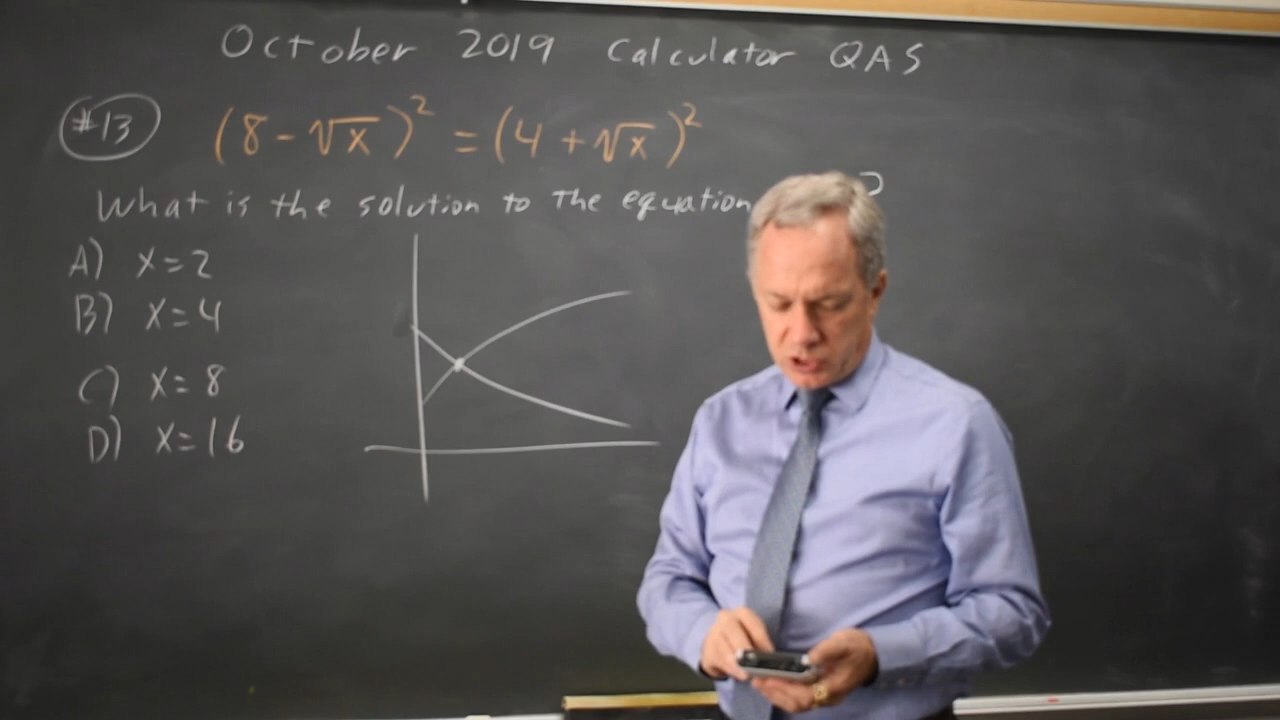 October 2019 Calculator QAS
#13 (8 - √x)² = (4 + √x)²
What is the solution to the equation ?
A) x = 2
B) x = 4
C) x = 8
D) x = 16